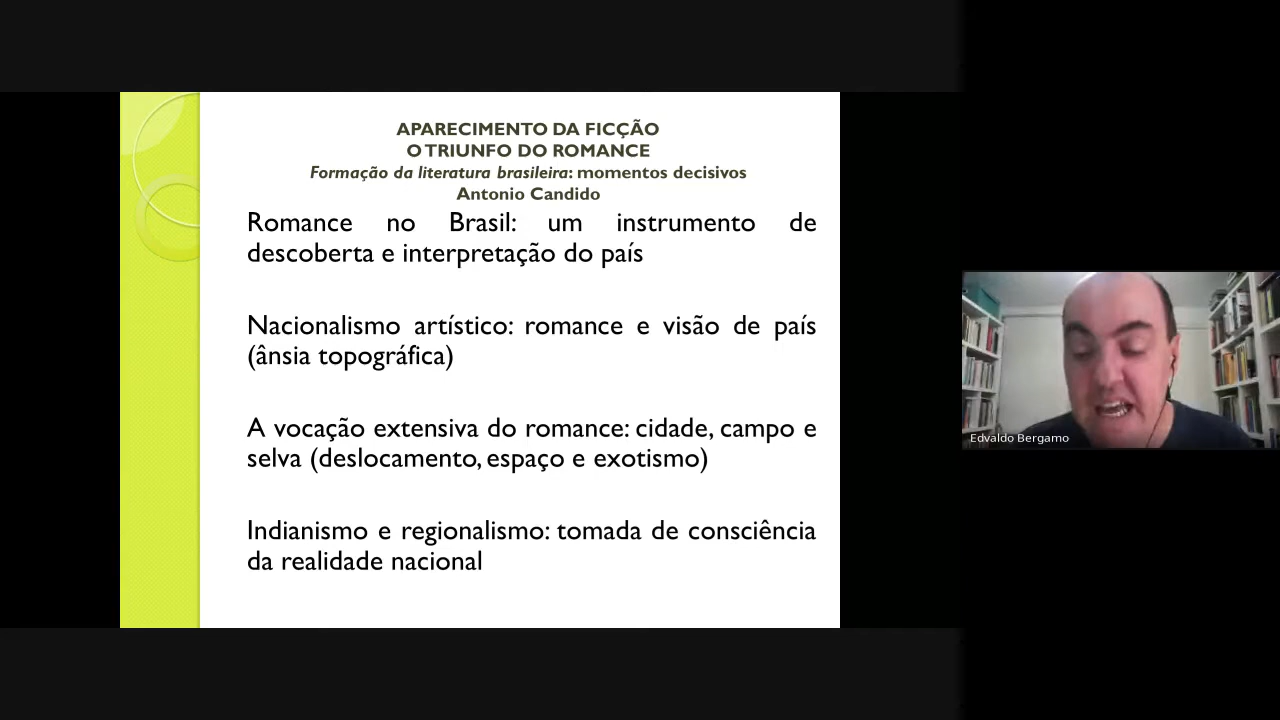 APARECIMENTO DA FICÇÃO
O TRIUNFO DO ROMANCE
Formação da literatura brasileira: momentos decisivos
Antonio Candido
Romance no Brasil: um instrumento de
descoberta e interpretação do país
Nacionalismo artístico: romance e visão de país
(ânsia topográfica)
A vocação extensiva do romance: cidade, campo e
selva (deslocamento, espaço e exotismo)
Indianismo e regionalismo: tomada de consciência
da realidade nacional
Edvaldo Bergamo